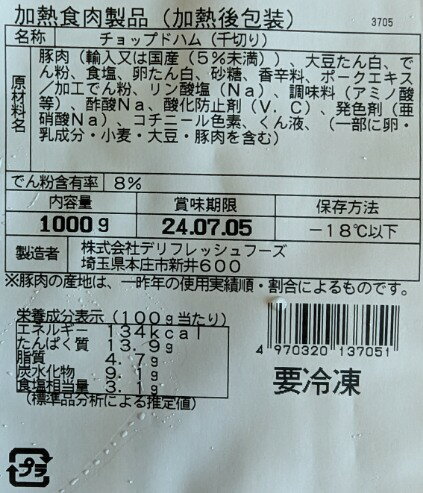 加熱食肉製品（加熱後包装）
3705
名称 チョップドハム（千切り）
原材料名
豚肉（輸入又は国産（５％未満））、大豆たん白、で
ん粉、食塩、卵たん白、砂糖、香辛料、ポークエキス
／加工でん粉、リン酸塩（Ｎａ）、調味料（アミノ酸
等）、酢酸Ｎａ、酸化防止剤（Ｖ．Ｃ）、発色剤（亜
硝酸Ｎａ）、コチニール色素、くん液、（一部に卵・
乳成分・小麦・大豆・豚肉を含む）
でん粉含有率 ８％
内容量 賞味期限 保存方法
1000ｇ 24.07.05 －１８℃以下
製造者 株式会社デリフレッシュフーズ
埼玉県本庄市新井６００
※豚肉の産地は、一昨年の使用実績順・割合によるものです。
栄養成分表示（１００ｇ当たり）
エネルギー １３４ｋｃａｌ
たんぱく質 １３．９ｇ
脂質 ４．７ｇ
炭水化物 ９．１ｇ
食塩相当量 ３．１ｇ
（標準品分析による推定値）
4 970320 137051
要冷凍
プラ